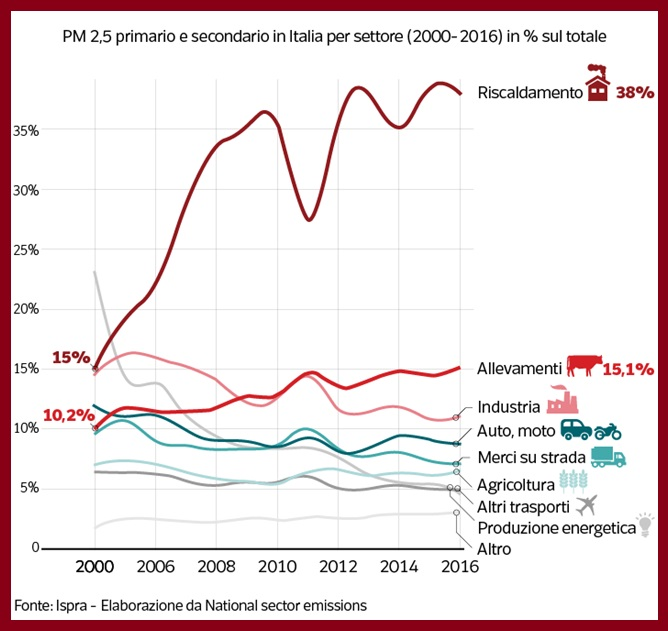 PM 2,5 primario e secondario in Italia per settore (2000-2016) in % sul totale
Riscaldamento 38%
35%
30%
25%
20%
15%
10%
5%
0
15%
10,2%
Allevamenti 15,1%
Industria
Auto, moto
Merci su strada
Agricoltura
Altri trasporti
Produzione energetica
Altro
2000 2006 2008 2010 2012 2014 2016
Fonte: Ispra - Elaborazione da National sector emissions